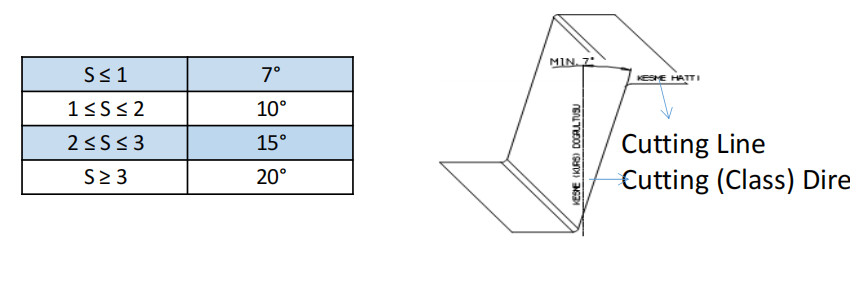 S ≤ 1 7°
1 ≤ S ≤ 2 10°
2 ≤ S ≤ 3 15°
S ≥ 3 20°
MIN. 7°
KESME HATTI
KESME (KURS) DOGRULTUSU
Cutting Line
Cutting (Class) Dire